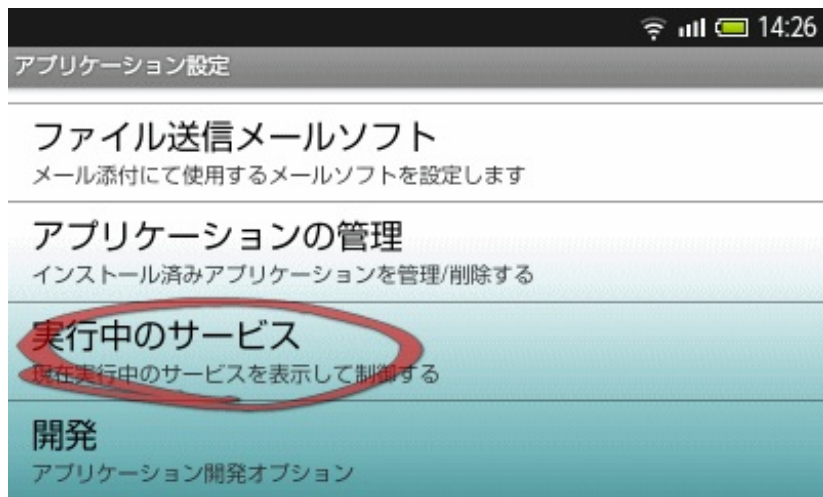 14:26
アプリケーション設定
ファイル送信メールソフト
メール添付にて使用するメールソフトを設定します
アプリケーションの管理
インストール済みアプリケーションを管理/削除する
実行中のサービス
現在実行中のサービスを表示して制御する
開発
アプリケーション開発オプション